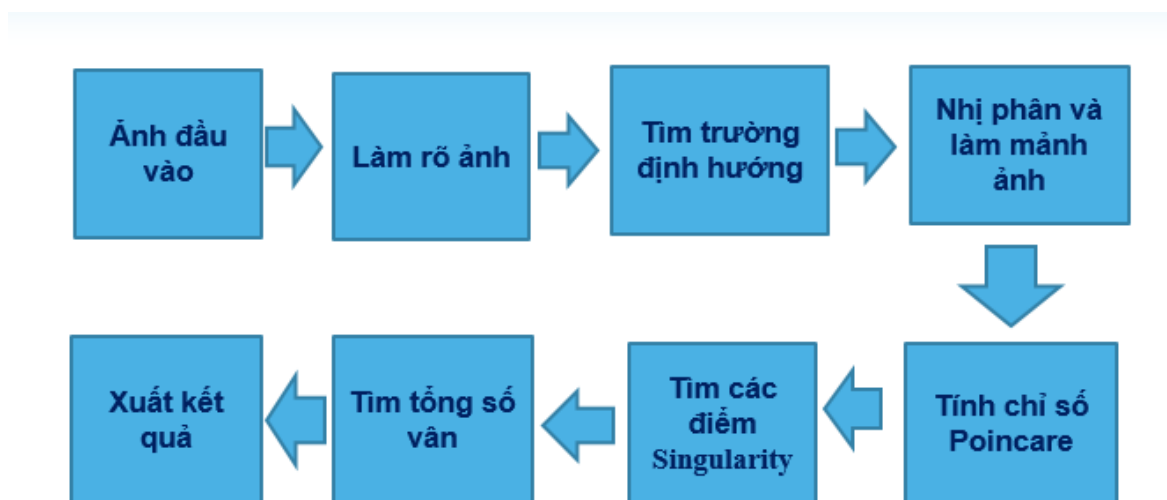 Ảnh đầu
vào
Làm rõ ảnh
Tìm trường
định hướng
Nhị phân và
làm mảnh
ảnh
Tính chỉ số
Poincare
Tìm các
điểm
Singularity
Tìm tổng số
vân
Xuất kết
quả